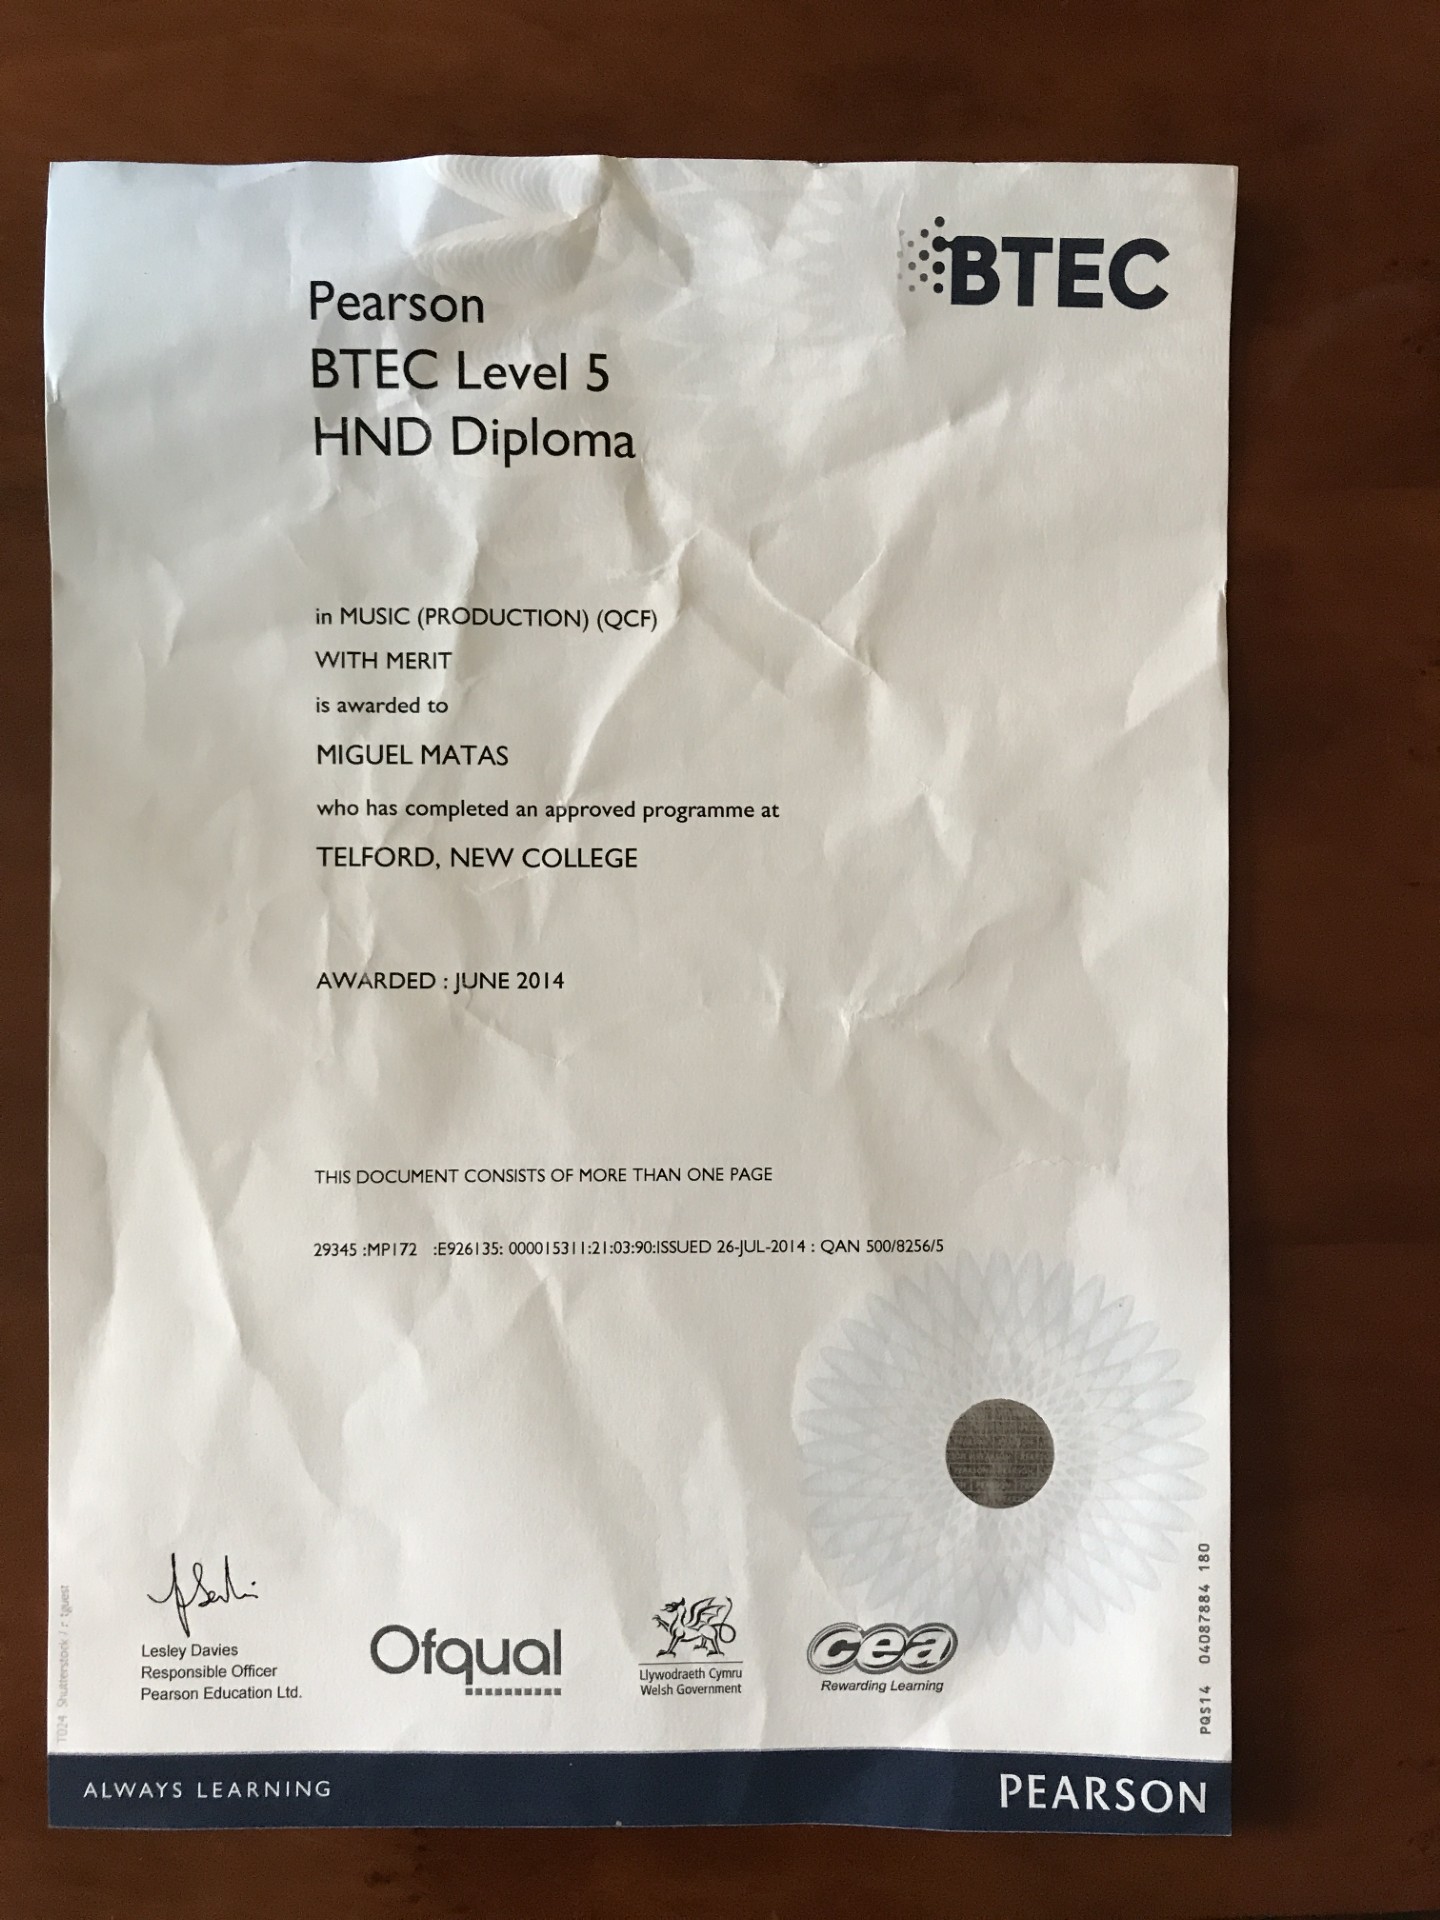 BTEC
Pearson
BTEC Level 5
HND Diploma
in MUSIC (PRODUCTION) (QCF)
WITH MERIT
is awarded to
MIGUEL MATAS
who has completed an approved programme at
TELFORD, NEW COLLEGE
AWARDED : JUNE 2014
THIS DOCUMENT CONSISTS OF MORE THAN ONE PAGE
29345 :MP172 :E926135: 000015311:21:03:90:ISSUED 26-JUL-2014 : QAN 500/8256/5
Lesley Davies
Responsible Officer
Pearson Education Ltd.
Ofqual
Llywodraeth Cymru
Welsh Government
cea
Rewarding Learning
PQS14 04087884 180
T024 Shutterstock /
ALWAYS LEARNING
PEARSON